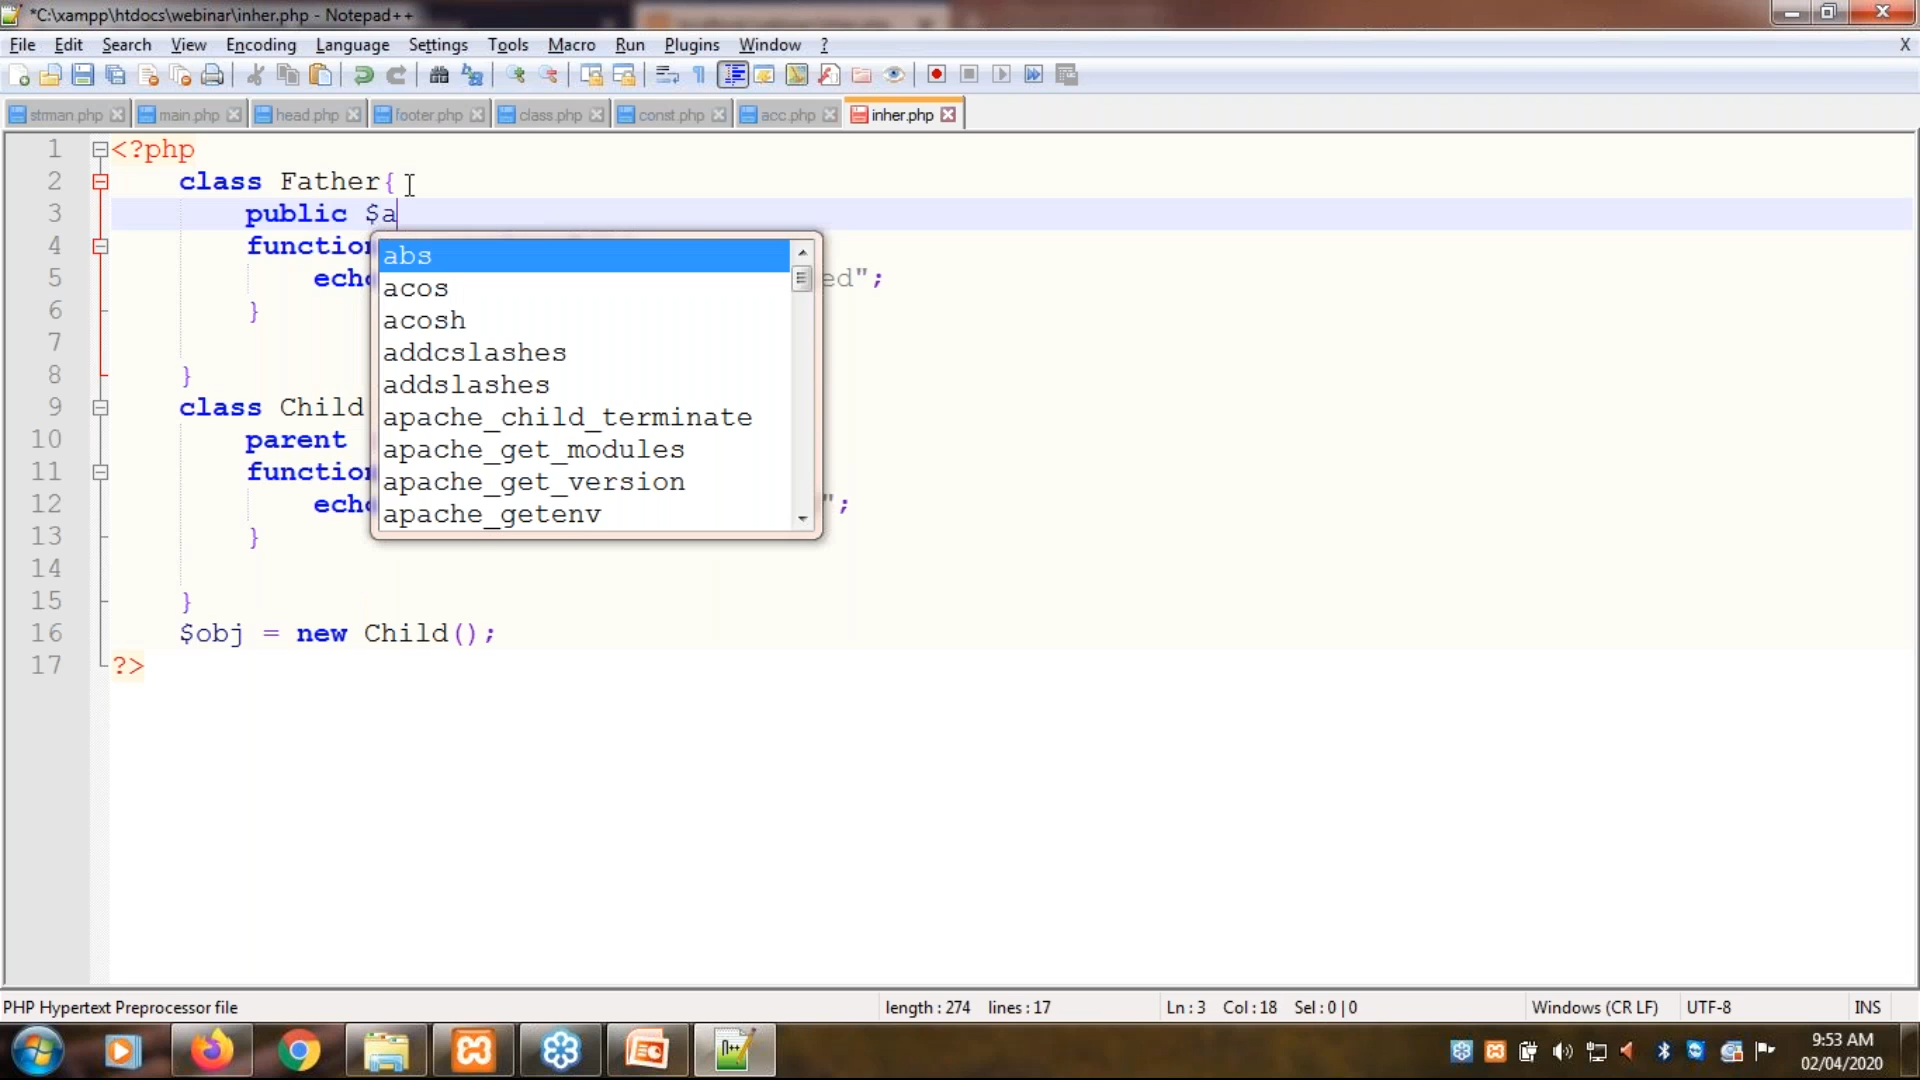 *C:\xampp\htdocs\webinar\inher.php - Notepad++
File Edit Search View Encoding Language Settings Tools Macro Run Plugins Window ? X
stman.php main.php head.php footer.php class.php const.php acc.php inher.php
1 <?php
2 class Father{
3 public $a
4 function
5 echo ed";
6 }
7
8 }
9 class Child
10 parent
11 function
12 echo ";
13 }
14
15 }
16 $obj = new Child();
17 ?>
abs
acos
acosh
addcslashes
addslashes
apache_child_terminate
apache_get_modules
apache_get_version
apache_getenv
PHP Hypertext Preprocessor file length : 274 lines : 17 Ln : 3 Col : 18 Sel : 0 | 0 Windows (CR LF) UTF-8 INS
9:53 AM
02/04/2020